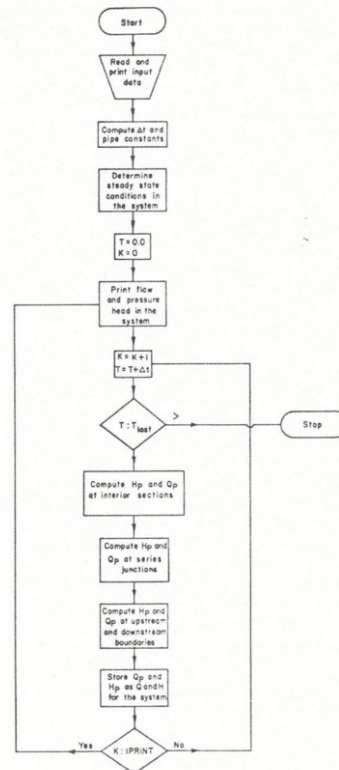 Start
Read and
print input
data
Compute Δt and
pipe constants
Determine
steady state
conditions in
the system
T = 0.0
K = 0
Print flow
and pressure
head in the
system
K = K + 1
T = T + Δt
T : Tlast
>
Stop
Compute Hp and Qp
at interior sections
Compute Hp and
Qp at series
junctions
Compute Hp and
Qp at upstream
and downstream
boundaries
Store Qp and
Hp as Q and H
for the system
Yes
K : IPRINT
No